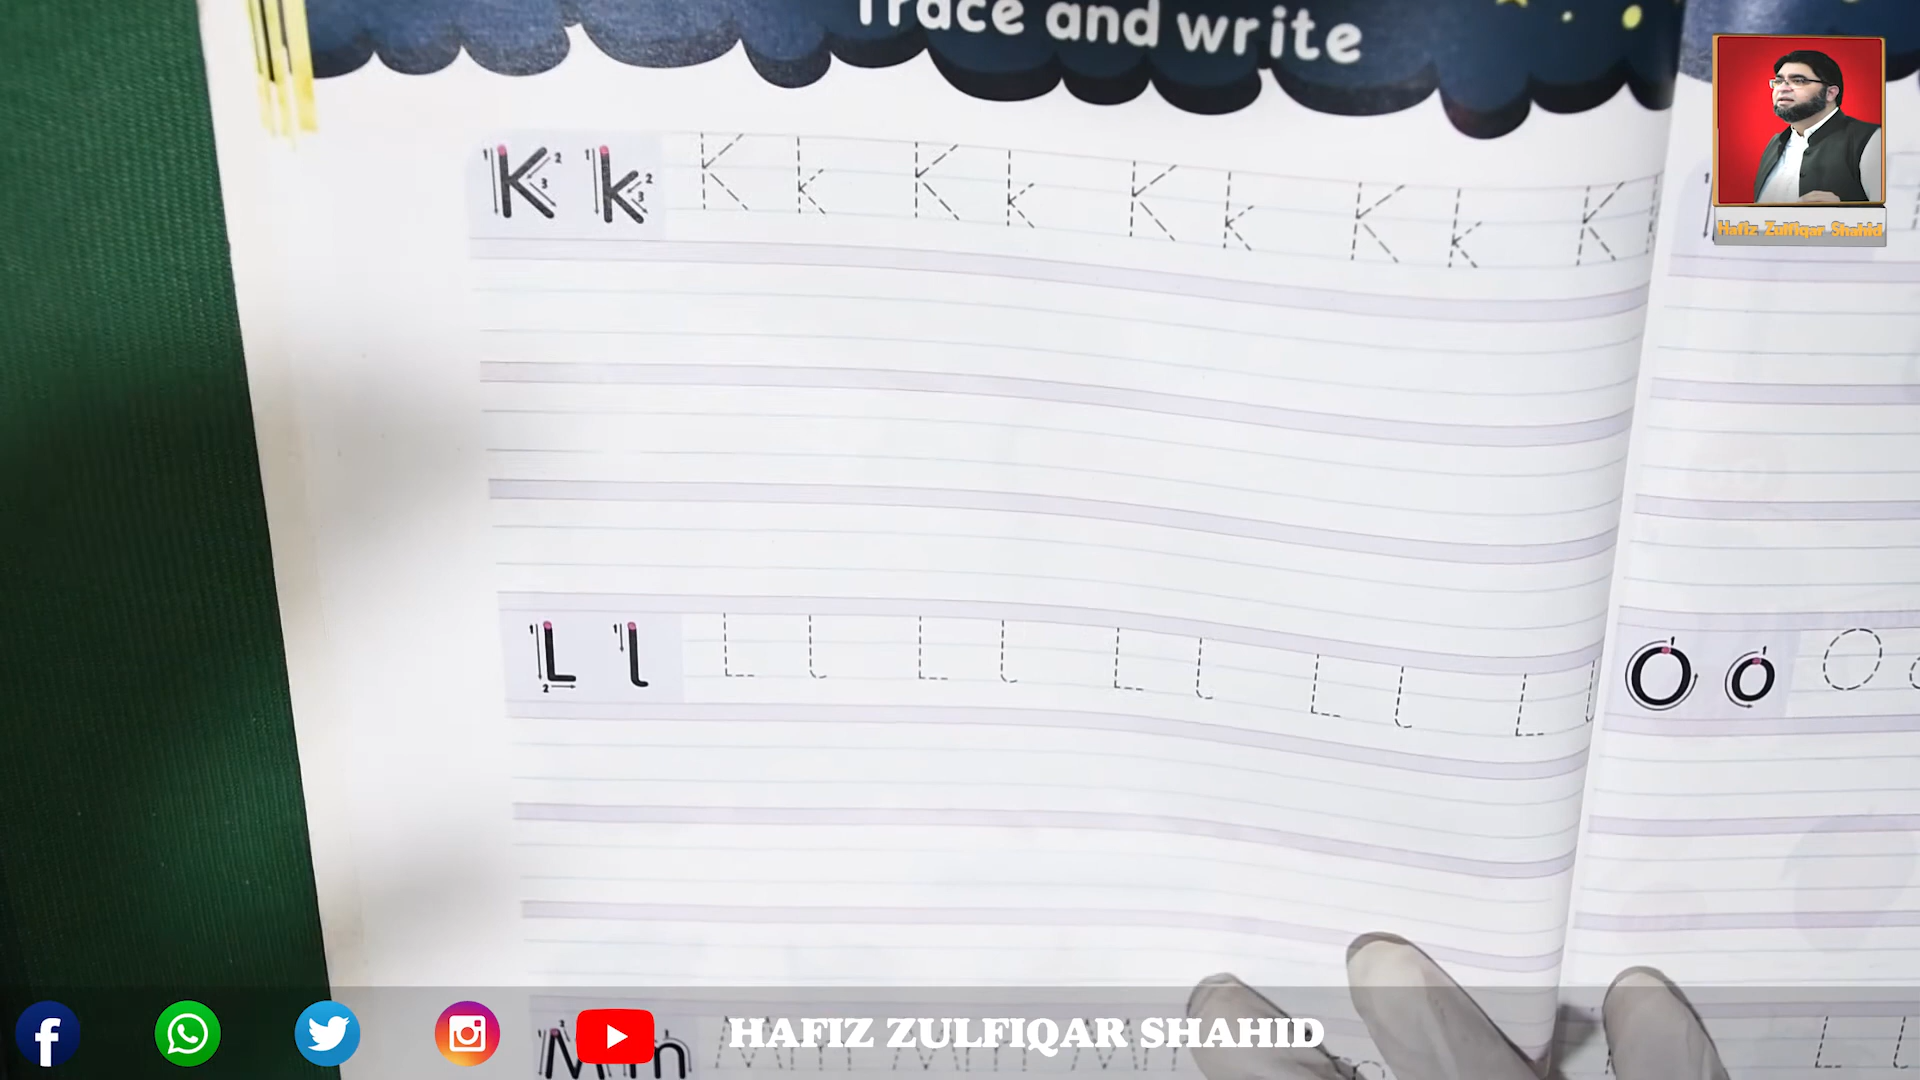 Trace and write
K k K k K k K k K k K
Hafiz Zulfiqar Shahid
L l L l L l L l L l L l
O o O
M m M m M m M m
L l
HAFIZ ZULFIQAR SHAHID